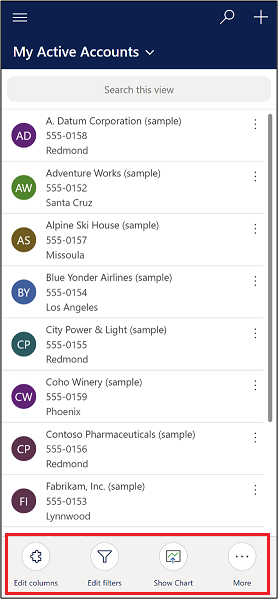 My Active Accounts
Search this view
AD
A. Datum Corporation (sample)
555-0158
Redmond
AW
Adventure Works (sample)
555-0152
Santa Cruz
AS
Alpine Ski House (sample)
555-0157
Missoula
BY
Blue Yonder Airlines (sample)
555-0154
Los Angeles
CP
City Power & Light (sample)
555-0155
Redmond
CW
Coho Winery (sample)
555-0159
Phoenix
CP
Contoso Pharmaceuticals (sample)
555-0156
Redmond
FI
Fabrikam, Inc. (sample)
555-0153
Lynnwood
Edit columns Edit filters Show Chart More